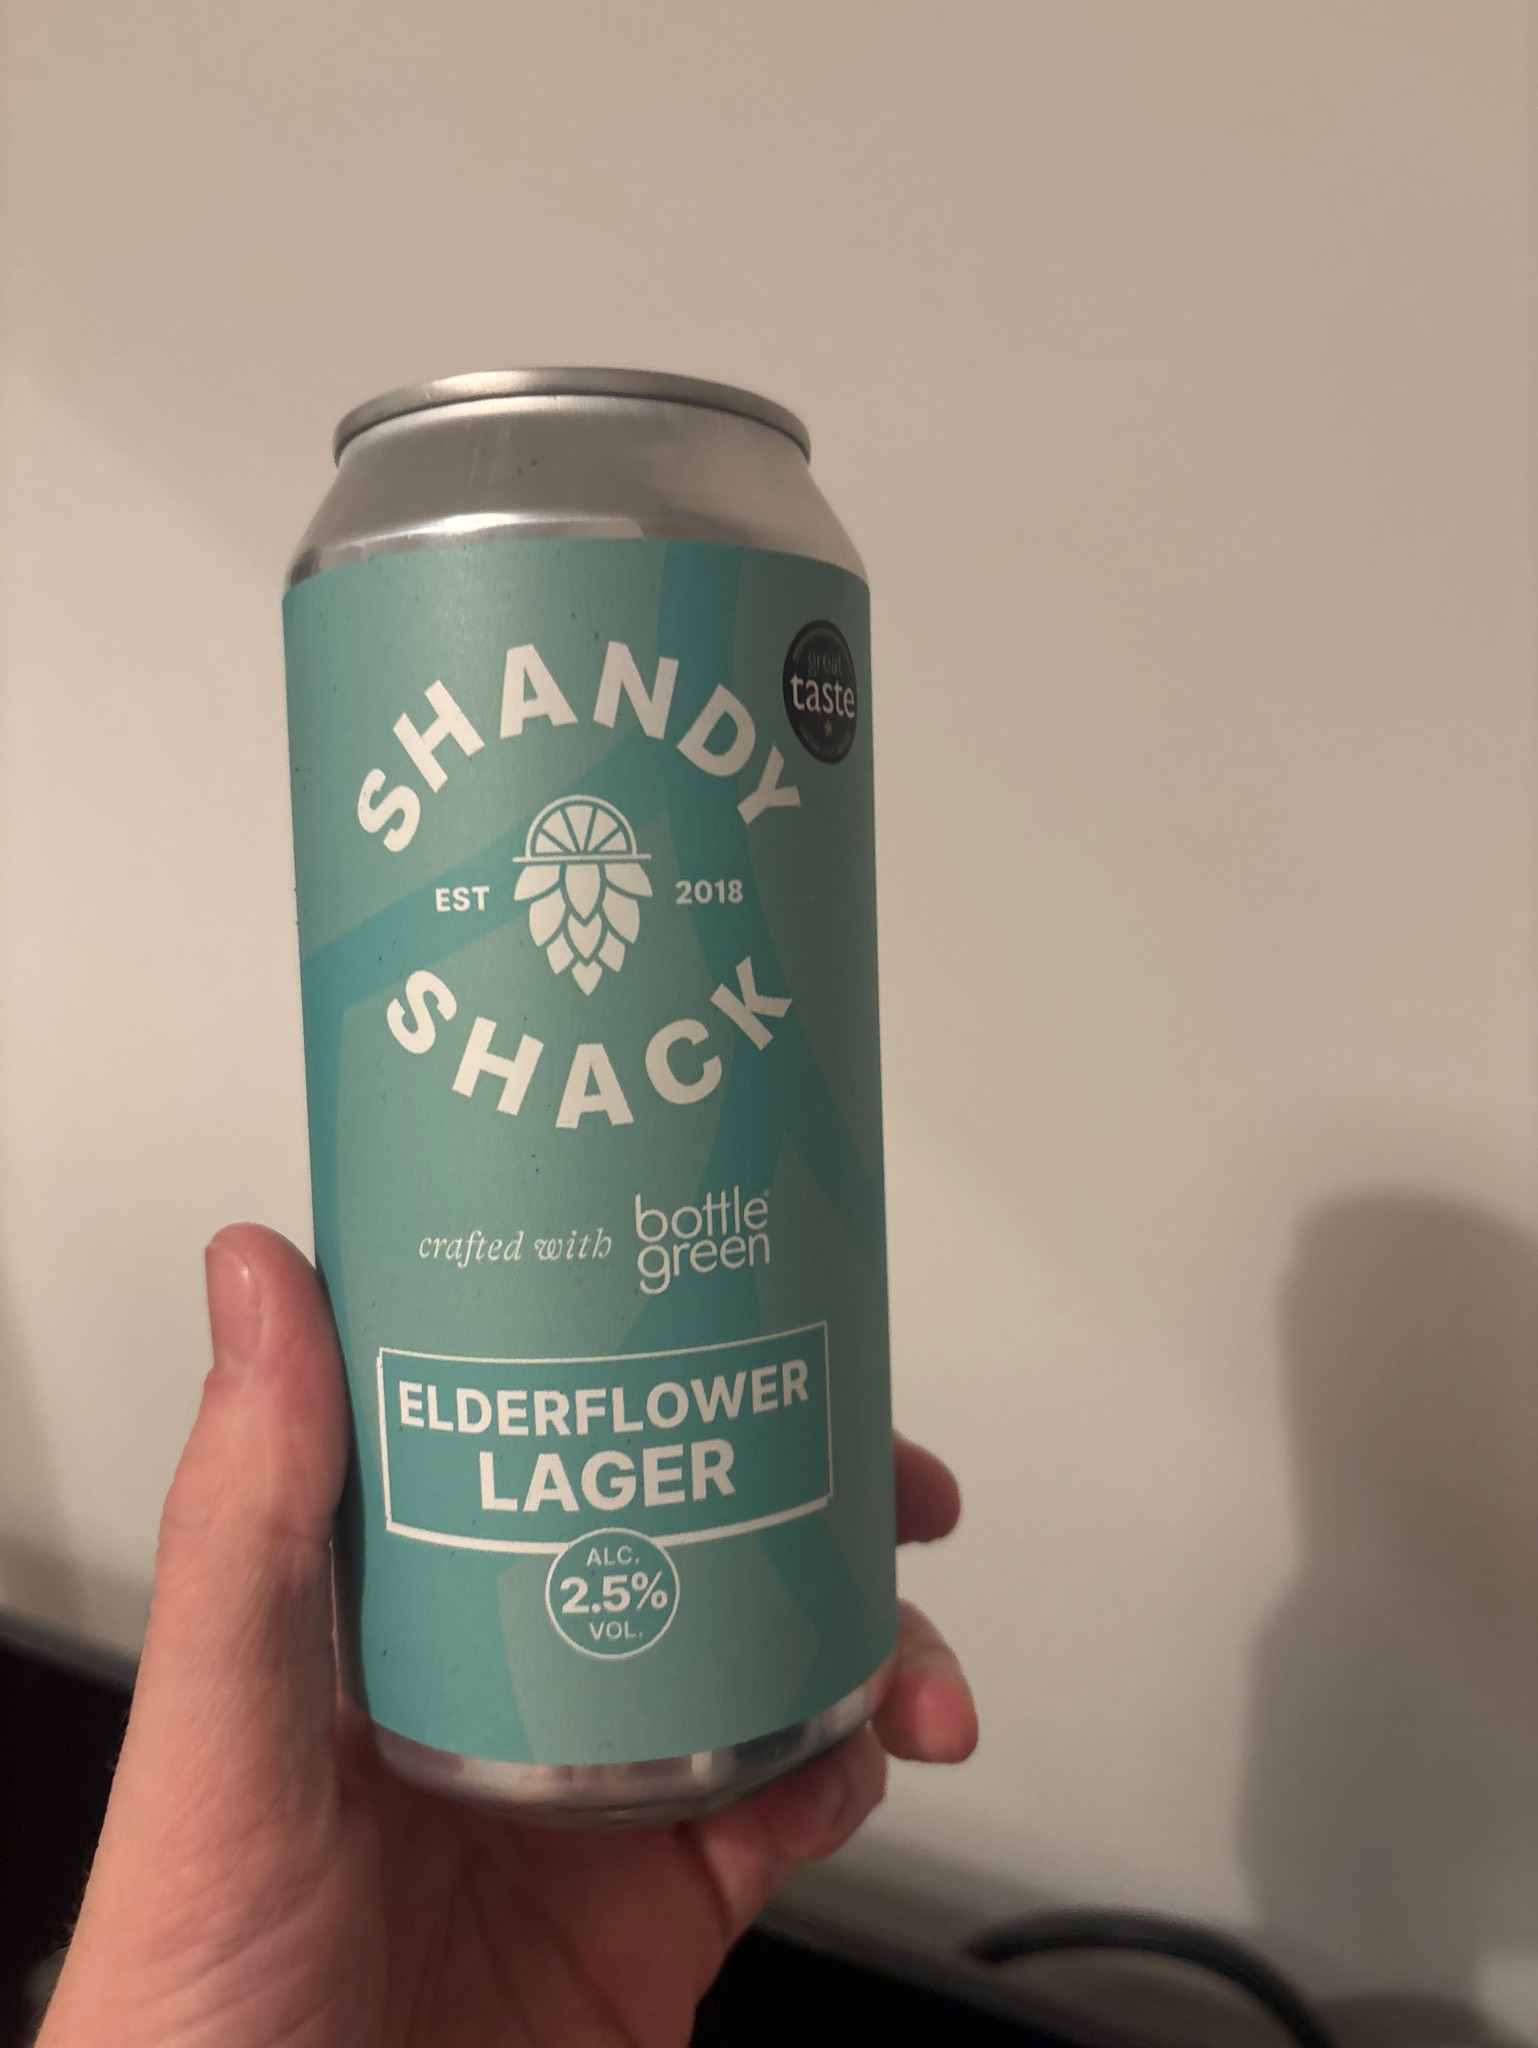 SHANDY
great
taste
EST 2018
SHACK
crafted with bottle
green
ELDERFLOWER
LAGER
ALC.
2.5%
VOL.